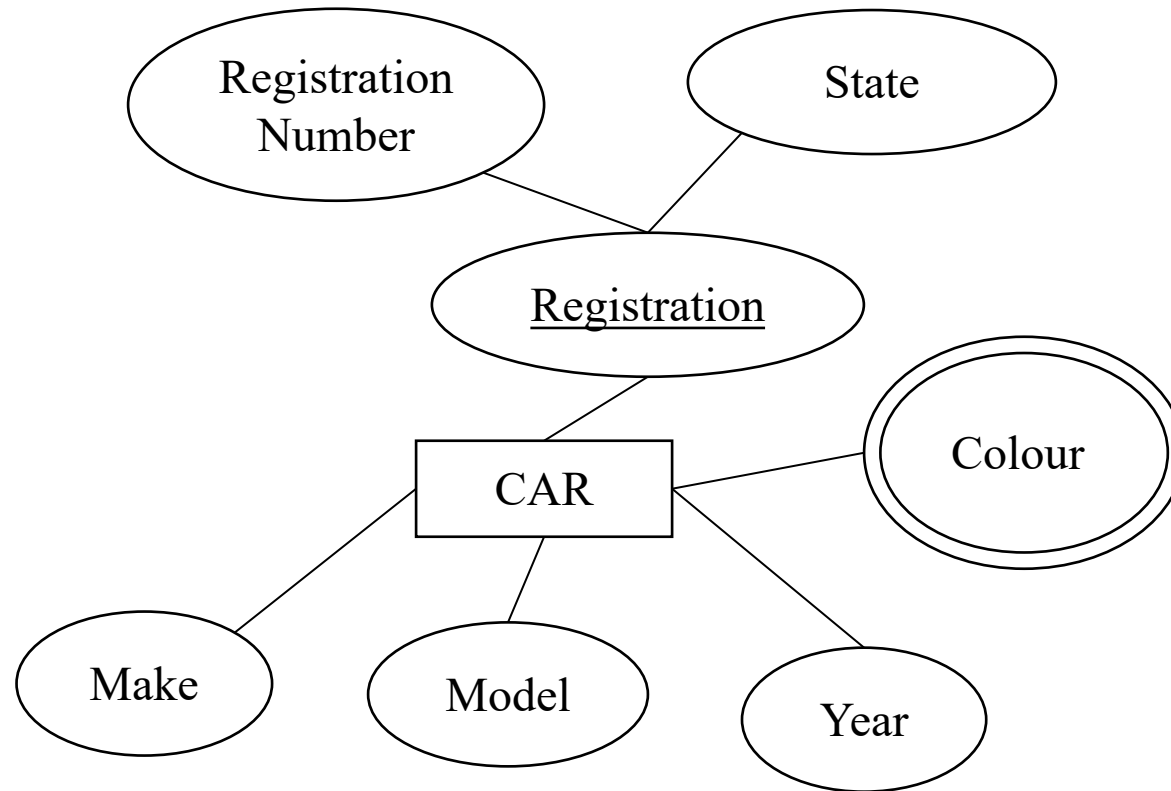 Registration
Number
State
Registration
Colour
CAR
Make
Model
Year